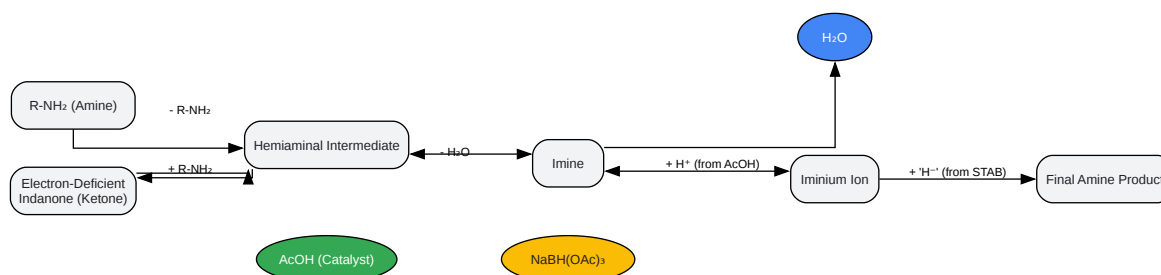 H₂O
R-NH₂ (Amine)
- R-NH₂
Hemiaminal Intermediate
- H₂O
Imine
+ R-NH₂
+ H⁺ (from AcOH)
Electron-Deficient
Indanone (Ketone)
Iminium Ion
+ 'H⁻' (from STAB)
Final Amine Product
AcOH (Catalyst)
NaBH(OAc)₃